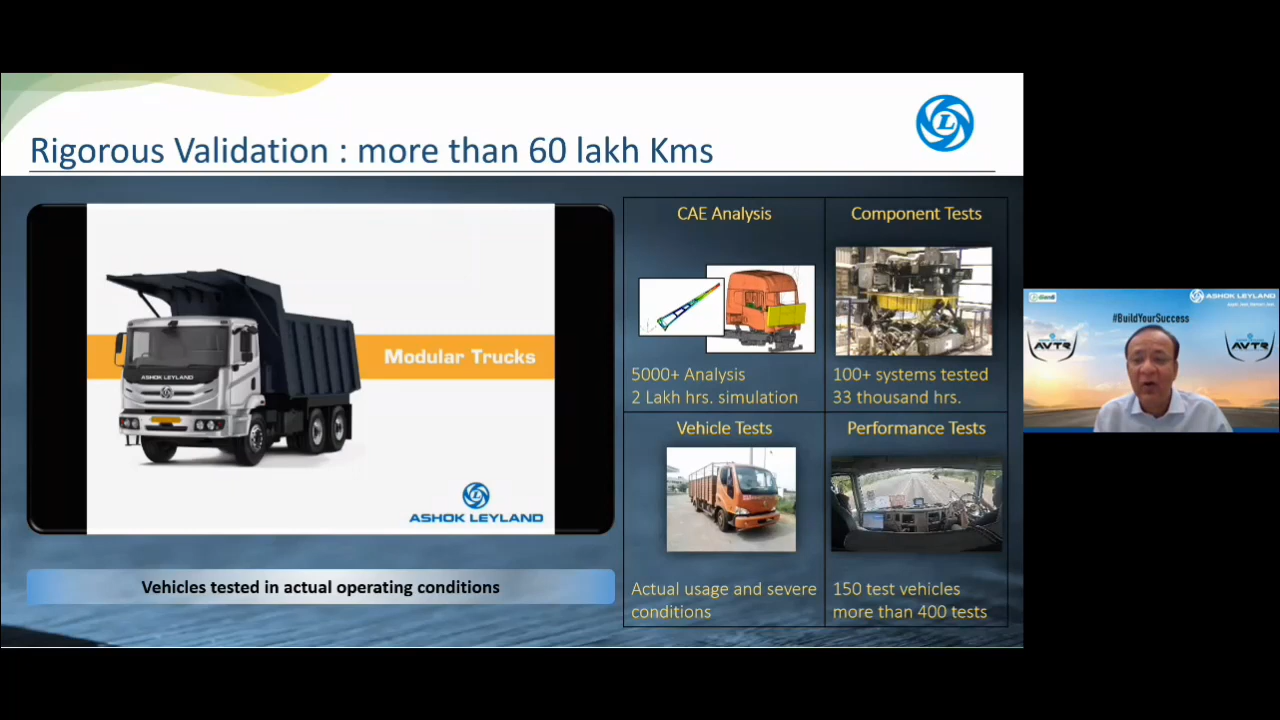 Rigorous Validation : more than 60 lakh Kms
L
ASHOK LEYLAND
Modular Trucks
ASHOK LEYLAND
Vehicles tested in actual operating conditions
CAE Analysis
5000+ Analysis
2 Lakh hrs. simulation
Component Tests
100+ systems tested
33 thousand hrs.
Vehicle Tests
Actual usage and severe
conditions
Performance Tests
150 test vehicles
more than 400 tests
ASHOK LEYLAND
#BuildYourSuccess
AVTR
AVTR